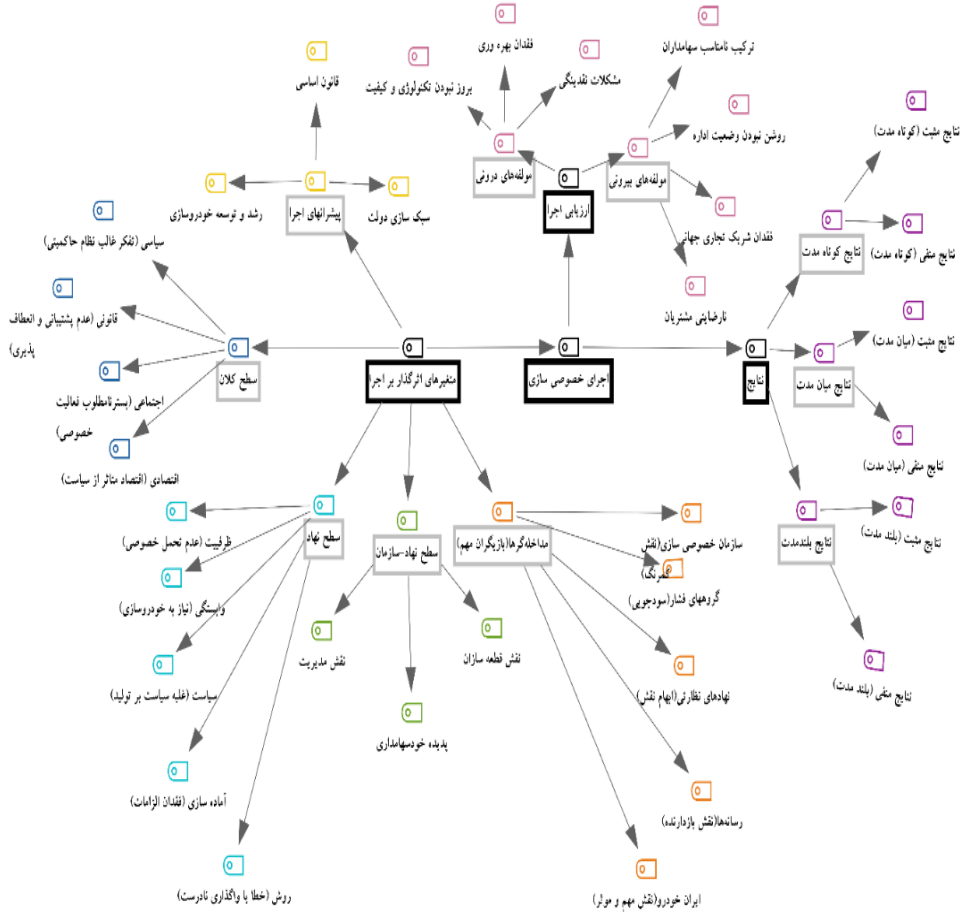 ترکیب نامتناسب سهامداران
فقدان بهره وری
مشکلات نقدینگی
بروز نبودن تکنولوژی و کیفیت
قانون اساسی
روشن نبودن وضعیت اداره
نتایج مثبت (کوتاه مدت)
مولفه‌های درونی
مولفه‌های بیرونی
ارزیابی اجرا
پیشرانهای اجرا
رشد و توسعه خودروسازی
سبک سازی دولت
فقدان شریک تجاری جهانی
نتایج کوتاه مدت
نتایج منفی (کوتاه مدت)
سیاسی (تفکر غالب نظام حاکمیتی)
نارضایتی مشتریان
قانونی (عدم پشتیبانی و انعطاف
پذیری)
نتایج مثبت (میان مدت)
سطح کلان
متغیرهای اثرگذار بر اجرا
اجرای خصوصی سازی
نتایج
نتایج میان مدت
اجتماعی (بسترنامطلوب فعالیت
خصوصی)
نتایج منفی (میان مدت)
اقتصادی (اقتصاد متاثر از سیاست)
سطح نهاد
سطح نهاد-سازمان
مداخله‌گرها(بازیگران مهم)
سازمان خصوصی سازی(نقش
کمرنگ)
گروههای فشار(سودجویی)
نتایج بلندمدت
نتایج مثبت (بلند مدت)
ظرفییت (عدم تحمل خصوصی)
وابستگی (نیاز به خودروسازی)
نقش مدیریت
نقش قطعه سازان
نهادهای نظارتی(ابهام نقش)
نتایج منفی (بلند مدت)
سیاست (غلبه سیاست بر تولید)
پدیده خودسهامداری
آماده سازی (فقدان الزامات)
رسانه‌ها(نقش بازدارنده)
روش (خطا یا واگذاری نادرست)
ایران خودرو(نقش مهم و موثر)